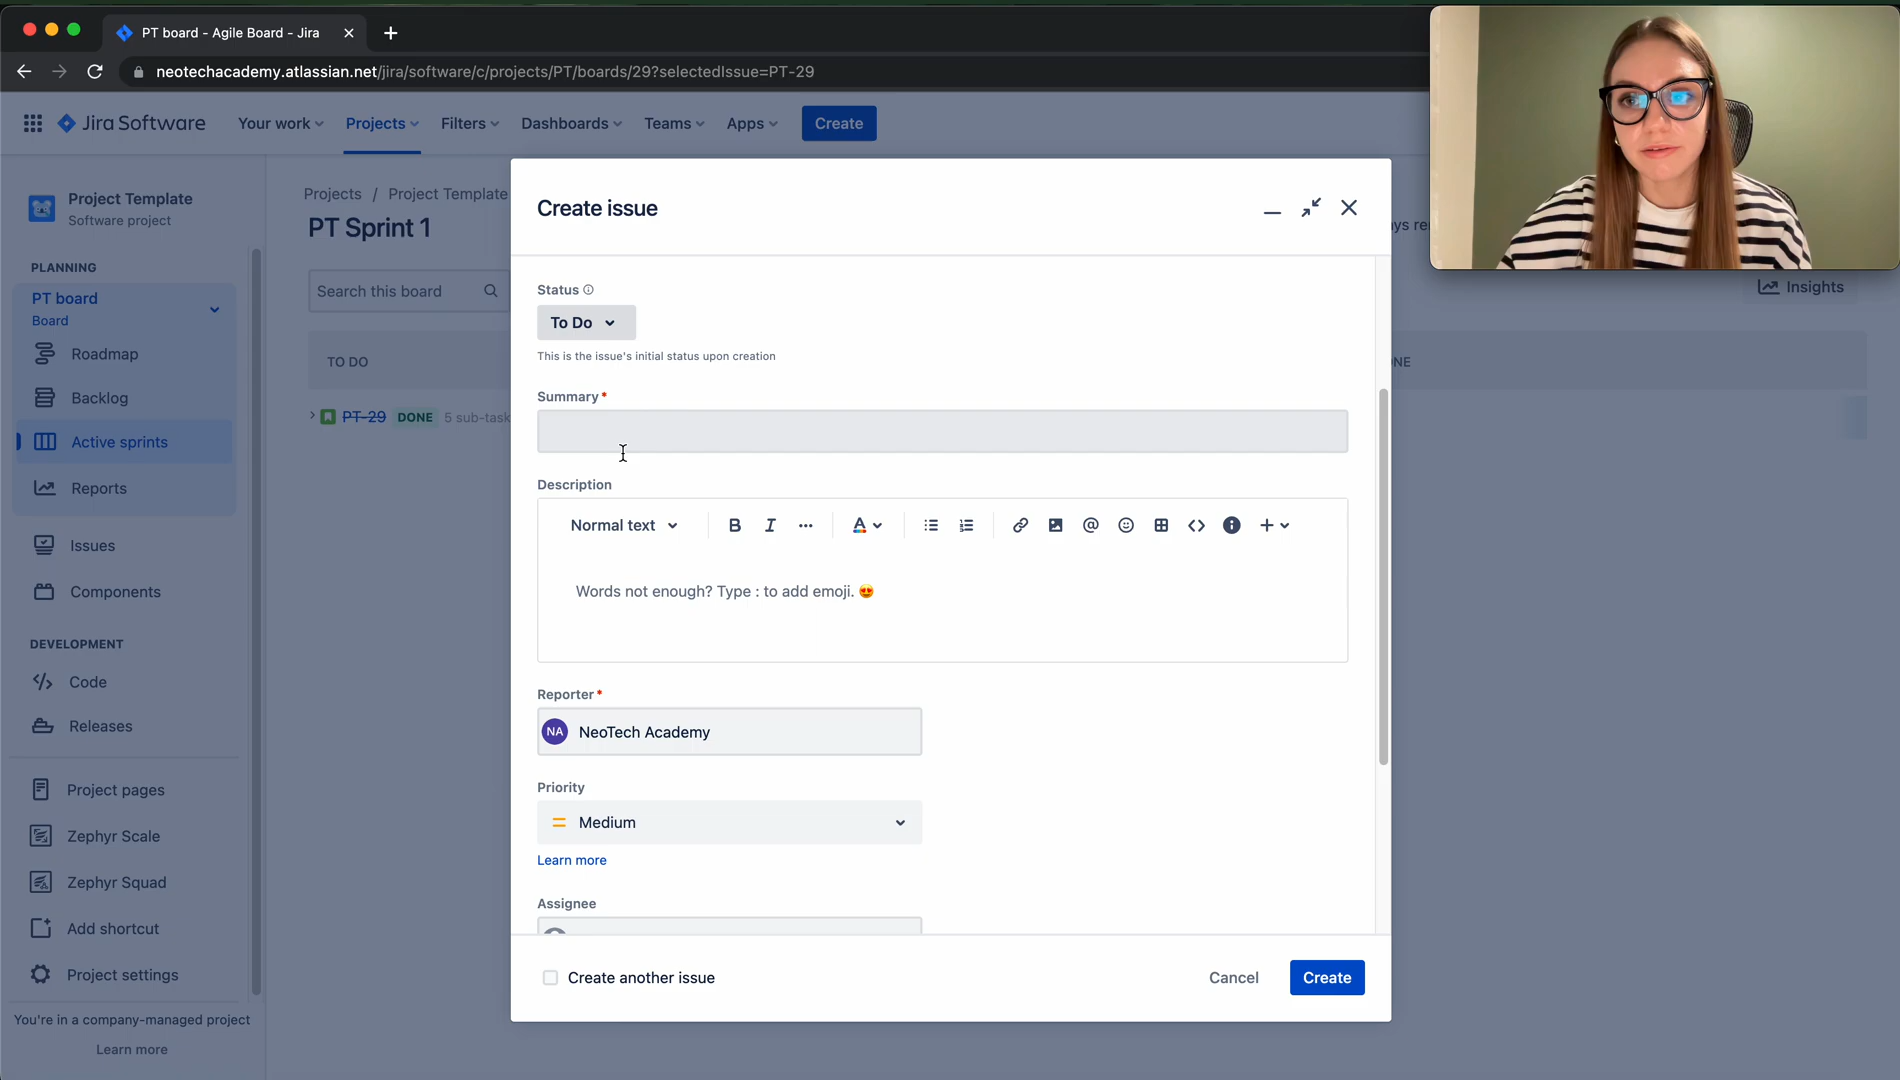 PT board - Agile Board - Jira
neotechacademy.atlassian.net/jira/software/c/projects/PT/boards/29?selectedIssue=PT-29
Jira Software
Your work
Projects
Filters
Dashboards
Teams
Apps
Create
Project Template
Software project
PLANNING
PT board
Board
Roadmap
Backlog
Active sprints
Reports
Issues
Components
DEVELOPMENT
Code
Releases
Project pages
Zephyr Scale
Zephyr Squad
Add shortcut
Project settings
You're in a company-managed project
Learn more
Projects / Project Template
PT Sprint 1
Search this board
Insights
TO DO
PT-29 DONE 5 sub-task
Create issue
Status
To Do
This is the issue's initial status upon creation
Summary*
Description
Normal text
B I ... A @ <> i +
Words not enough? Type : to add emoji. 😍
Reporter*
NA NeoTech Academy
Priority
Medium
Learn more
Assignee
Create another issue
Cancel
Create